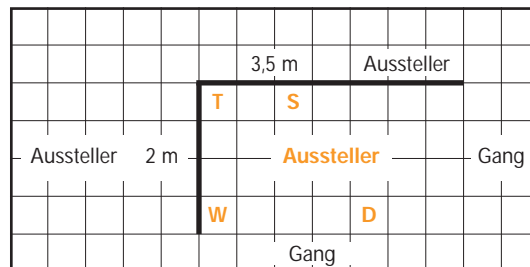 3,5 m Aussteller
T S
Aussteller 2 m Aussteller Gang
W D
Gang